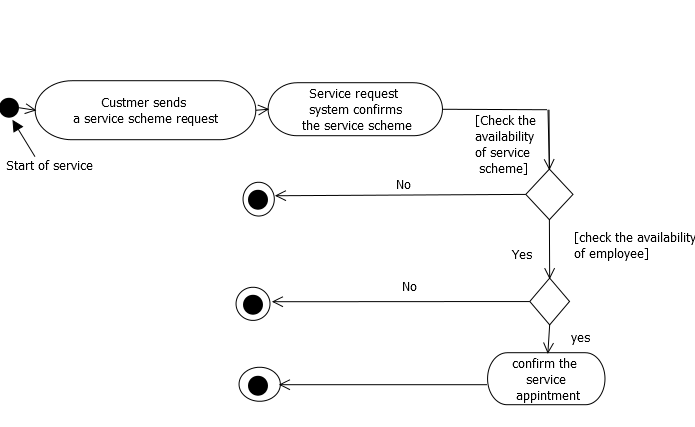 Custmer sends
a service scheme request
Service request
system confirms
the service scheme
[Check the
availability
of service
scheme]
Start of service
No
[check the availability
of employee]
Yes
No
yes
confirm the
service
appintment